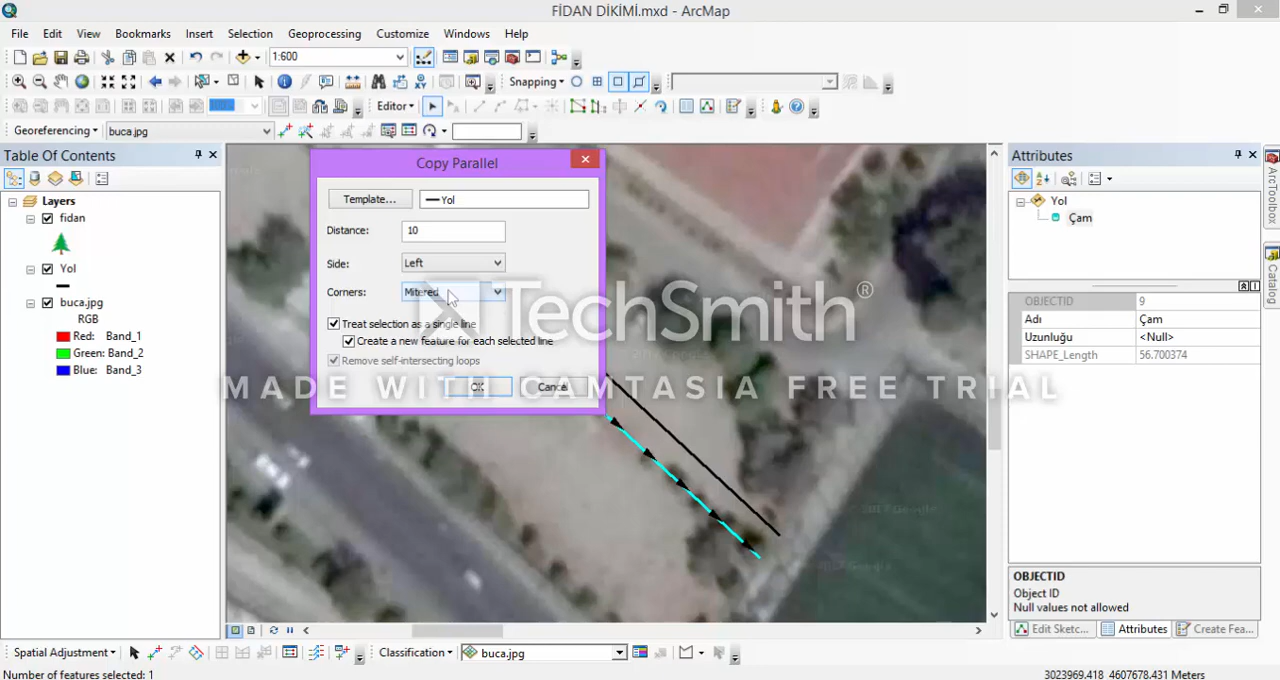 FİDAN DİKİMİ.mxd - ArcMap
File Edit View Bookmarks Insert Selection Geoprocessing Customize Windows Help
1:600
Snapping
Editor
Georeferencing buca.jpg
Table Of Contents
Layers
fidan
Yol
buca.jpg
RGB
Red: Band_1
Green: Band_2
Blue: Band_3
Copy Parallel
Template... Yol
Distance: 10
Side: Left
Corners: Mitered
Treat selection as a single line
Create a new feature for each selected line
Remove self-intersecting loops
OK Cancel
TechSmith®
MADE WITH CAMTASIA FREE TRIAL
Attributes
Yol
Çam
OBJECTID 9
Adı Çam
Uzunluğu <Null>
SHAPE_Length 56.700374
OBJECTID
Object ID
Null values not allowed
Edit Sketc... Attributes Create Fea...
ArcToolbox
Catalog
Spatial Adjustment Classification buca.jpg
Number of features selected: 1
3023969.418 4607678.431 Meters